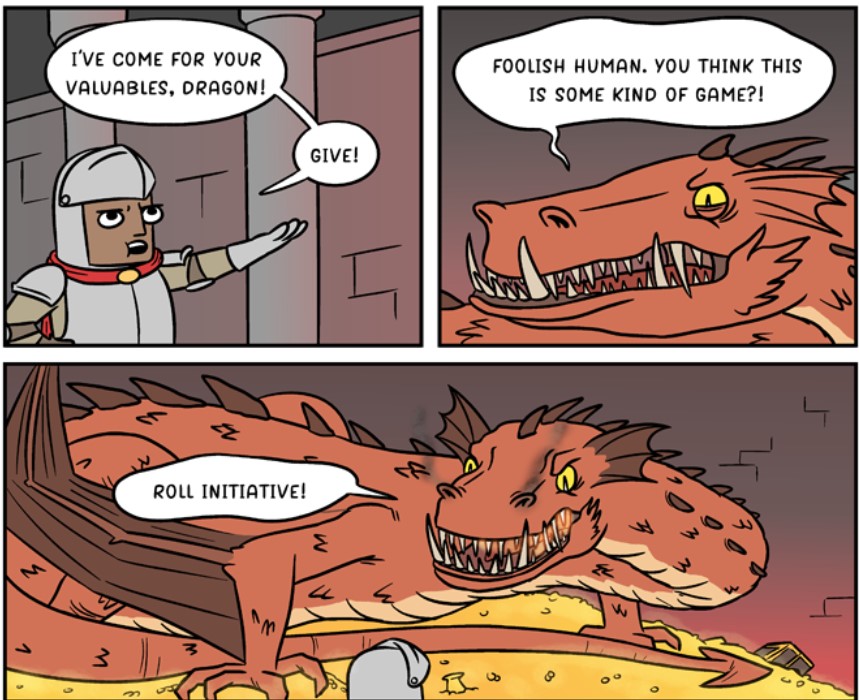 I'VE COME FOR YOUR
VALUABLES, DRAGON!
GIVE!
FOOLISH HUMAN. YOU THINK THIS
IS SOME KIND OF GAME?!
ROLL INITIATIVE!